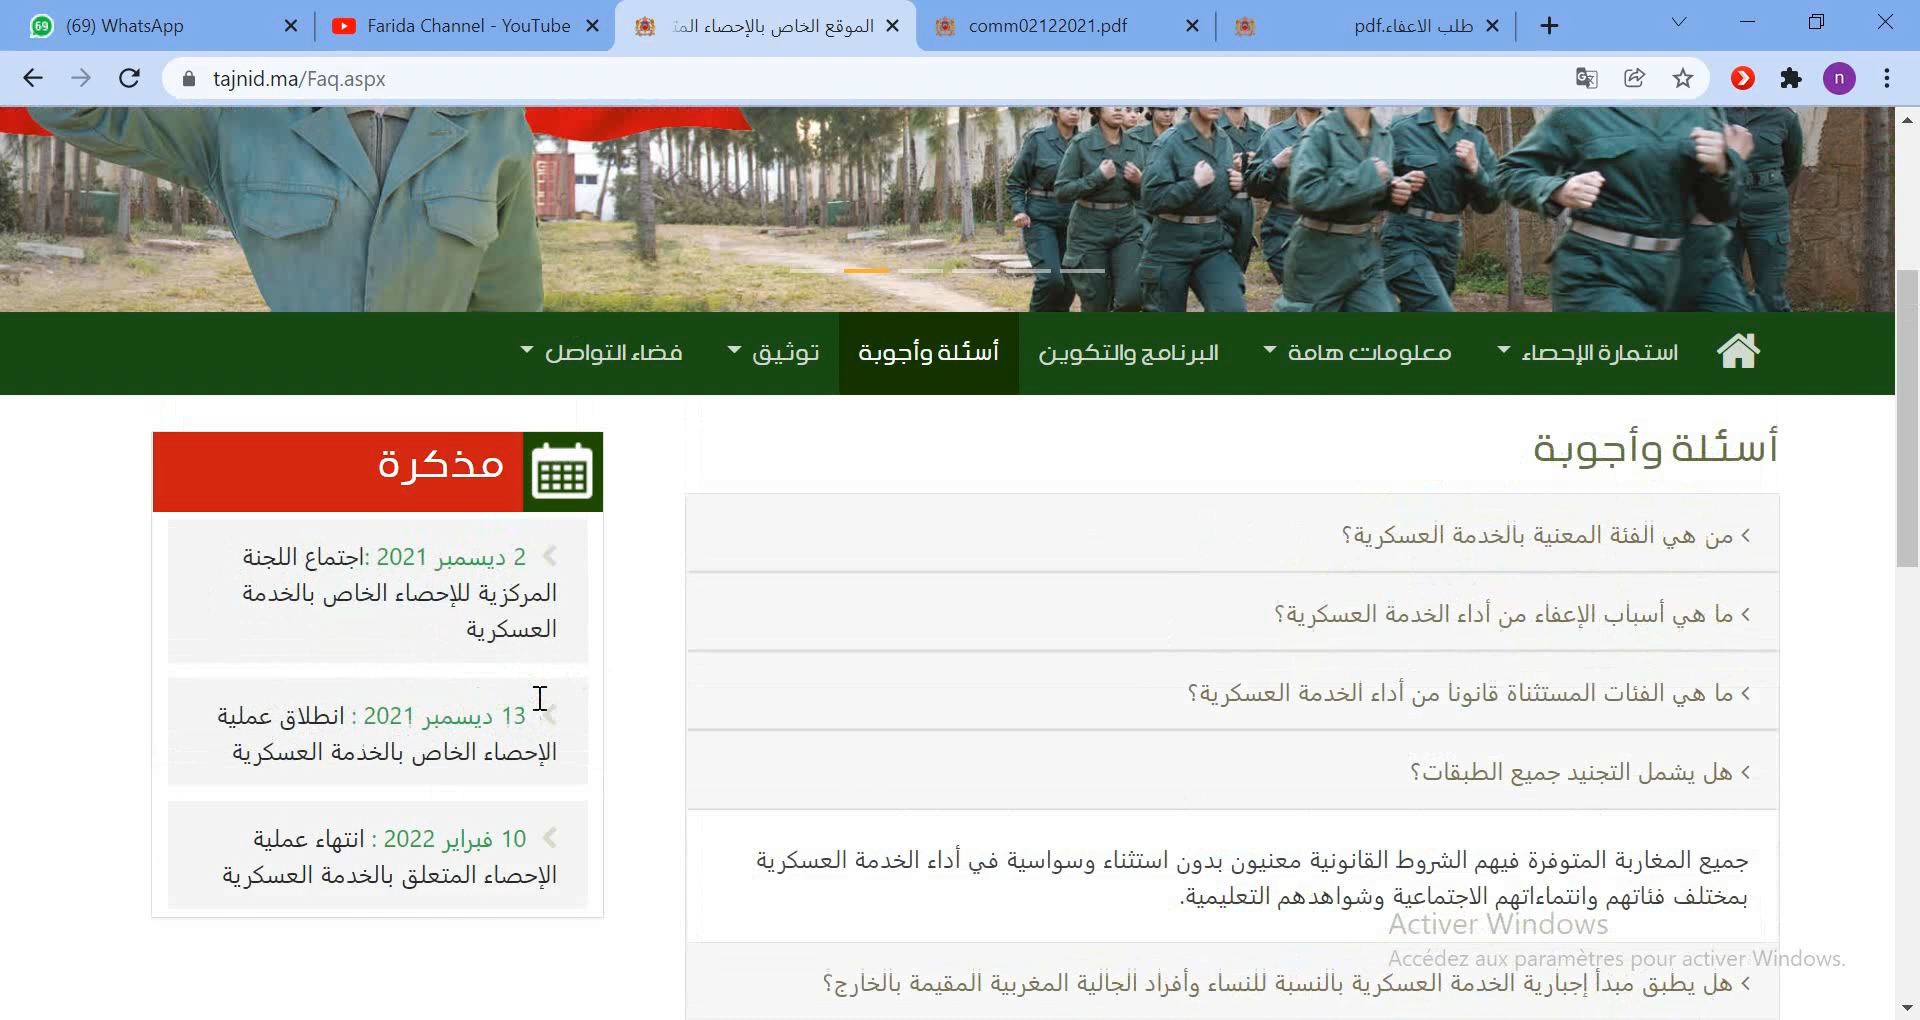 (69) WhatsApp
Farida Channel - YouTube
الموقع الخاص بالإحصاء المت
comm02122021.pdf
طلب الاعفاء.pdf
tajnid.ma/Faq.aspx
استمارة الإحصاء
معلومات هامة
البرنامج والتكوين
أسئلة وأجوبة
توثيق
فضاء التواصل
أسئلة وأجوبة
من هي الفئة المعنية بالخدمة العسكرية؟
ما هي أسباب الإعفاء من أداء الخدمة العسكرية؟
ما هي الفئات المستثناة قانونا من أداء الخدمة العسكرية؟
هل يشمل التجنيد جميع الطبقات؟
جميع المغاربة المتوفرة فيهم الشروط القانونية معنيون بدون استثناء وسواسية في أداء الخدمة العسكرية
بمختلف فئاتهم وانتماءاتهم الاجتماعية وشواهدهم التعليمية.
هل يطبق مبدأ إجبارية الخدمة العسكرية بالنسبة للنساء وأفراد الجالية المغربية المقيمة بالخارج؟
مذكرة
2 ديسمبر 2021 :اجتماع اللجنة
المركزية للإحصاء الخاص بالخدمة
العسكرية
13 ديسمبر 2021 : انطلاق عملية
الإحصاء الخاص بالخدمة العسكرية
10 فبراير 2022 : انتهاء عملية
الإحصاء المتعلق بالخدمة العسكرية
Activer Windows
Accédez aux paramètres pour activer Windows.